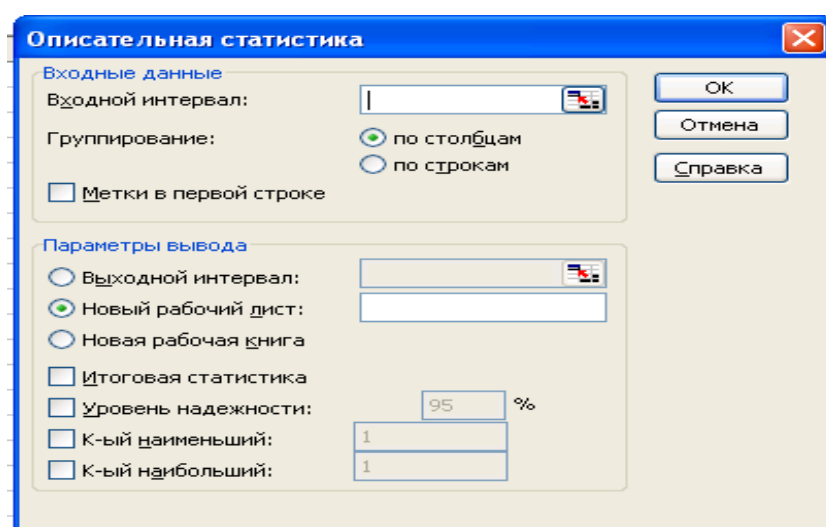 Описательная статистика
Входные данные
Входной интервал:
Группирование:
по столбцам
по строкам
Метки в первой строке
OK
Отмена
Справка
Параметры вывода
Выходной интервал:
Новый рабочий лист:
Новая рабочая книга
Итоговая статистика
Уровень надежности: 95 %
К-ый наименьший: 1
К-ый наибольший: 1